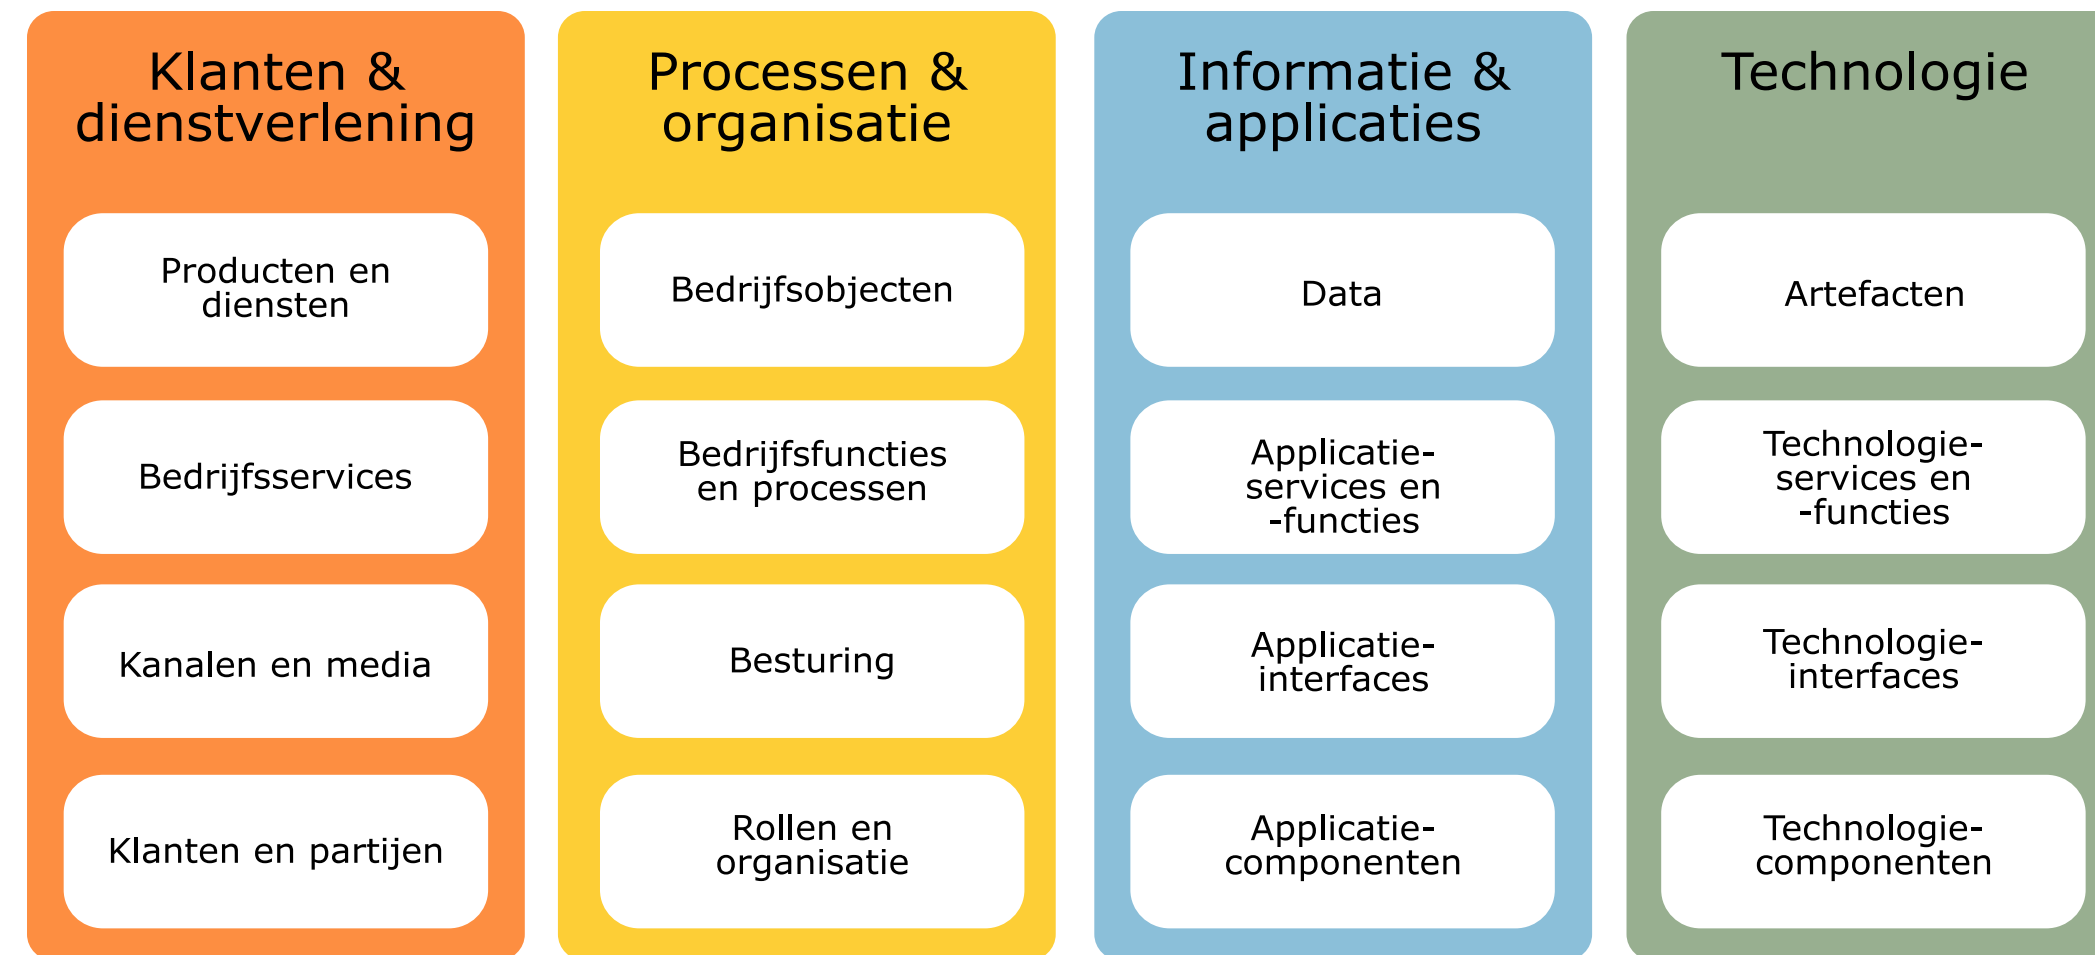 Klanten &
dienstverlening
Producten en
diensten
Bedrijfsservices
Kanalen en media
Klanten en partijen
Processen &
organisatie
Bedrijfsobjecten
Bedrijfsfuncties
en processen
Besturing
Rollen en
organisatie
Informatie &
applicaties
Data
Applicatie-
services en
-functies
Applicatie-
interfaces
Applicatie-
componenten
Technologie
Artefacten
Technologie-
services en
-functies
Technologie-
interfaces
Technologie-
componenten